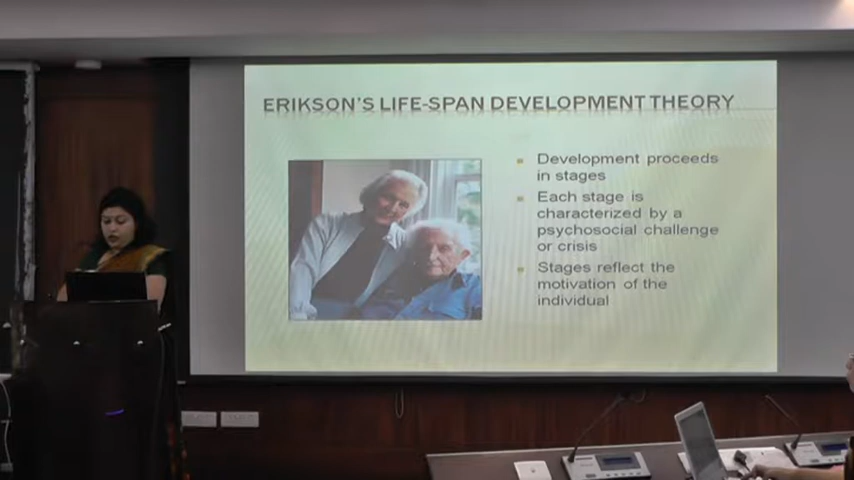 ERIKSON'S LIFE-SPAN DEVELOPMENT THEORY
Development proceeds
in stages
Each stage is
characterized by a
psychosocial challenge
or crisis
Stages reflect the
motivation of the
individual